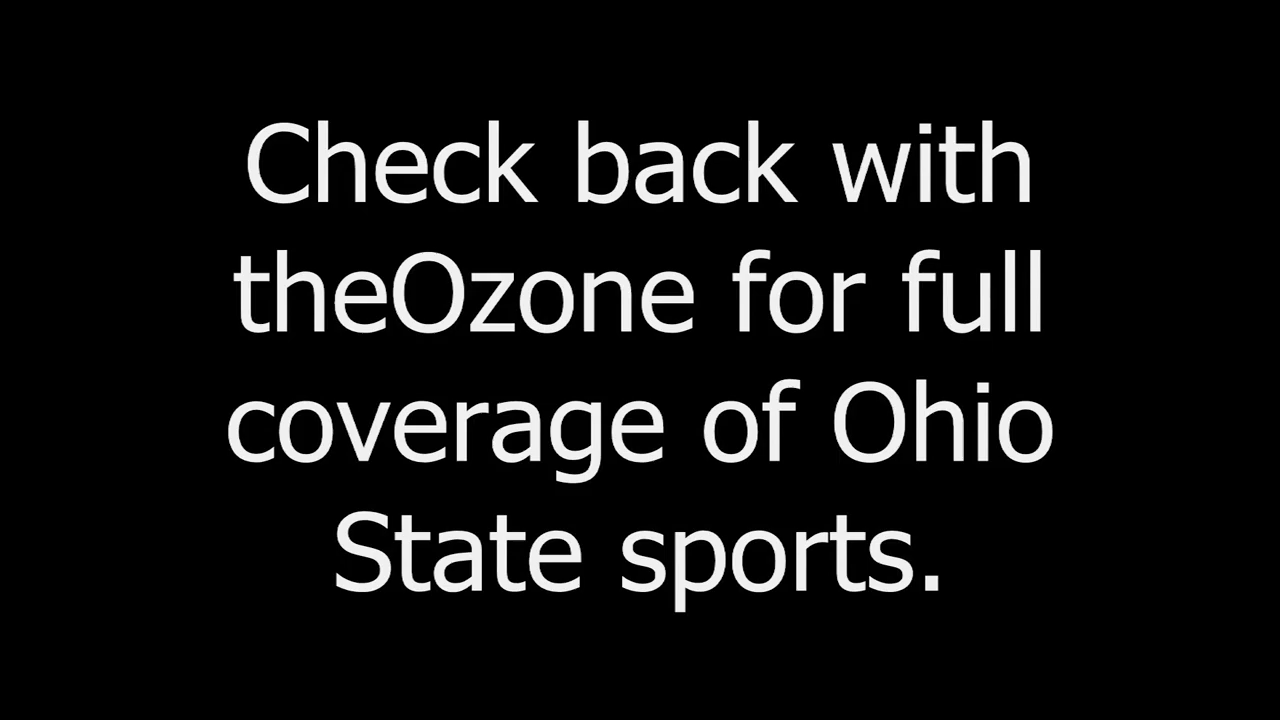 Check back with
theOzone for full
coverage of Ohio
State sports.